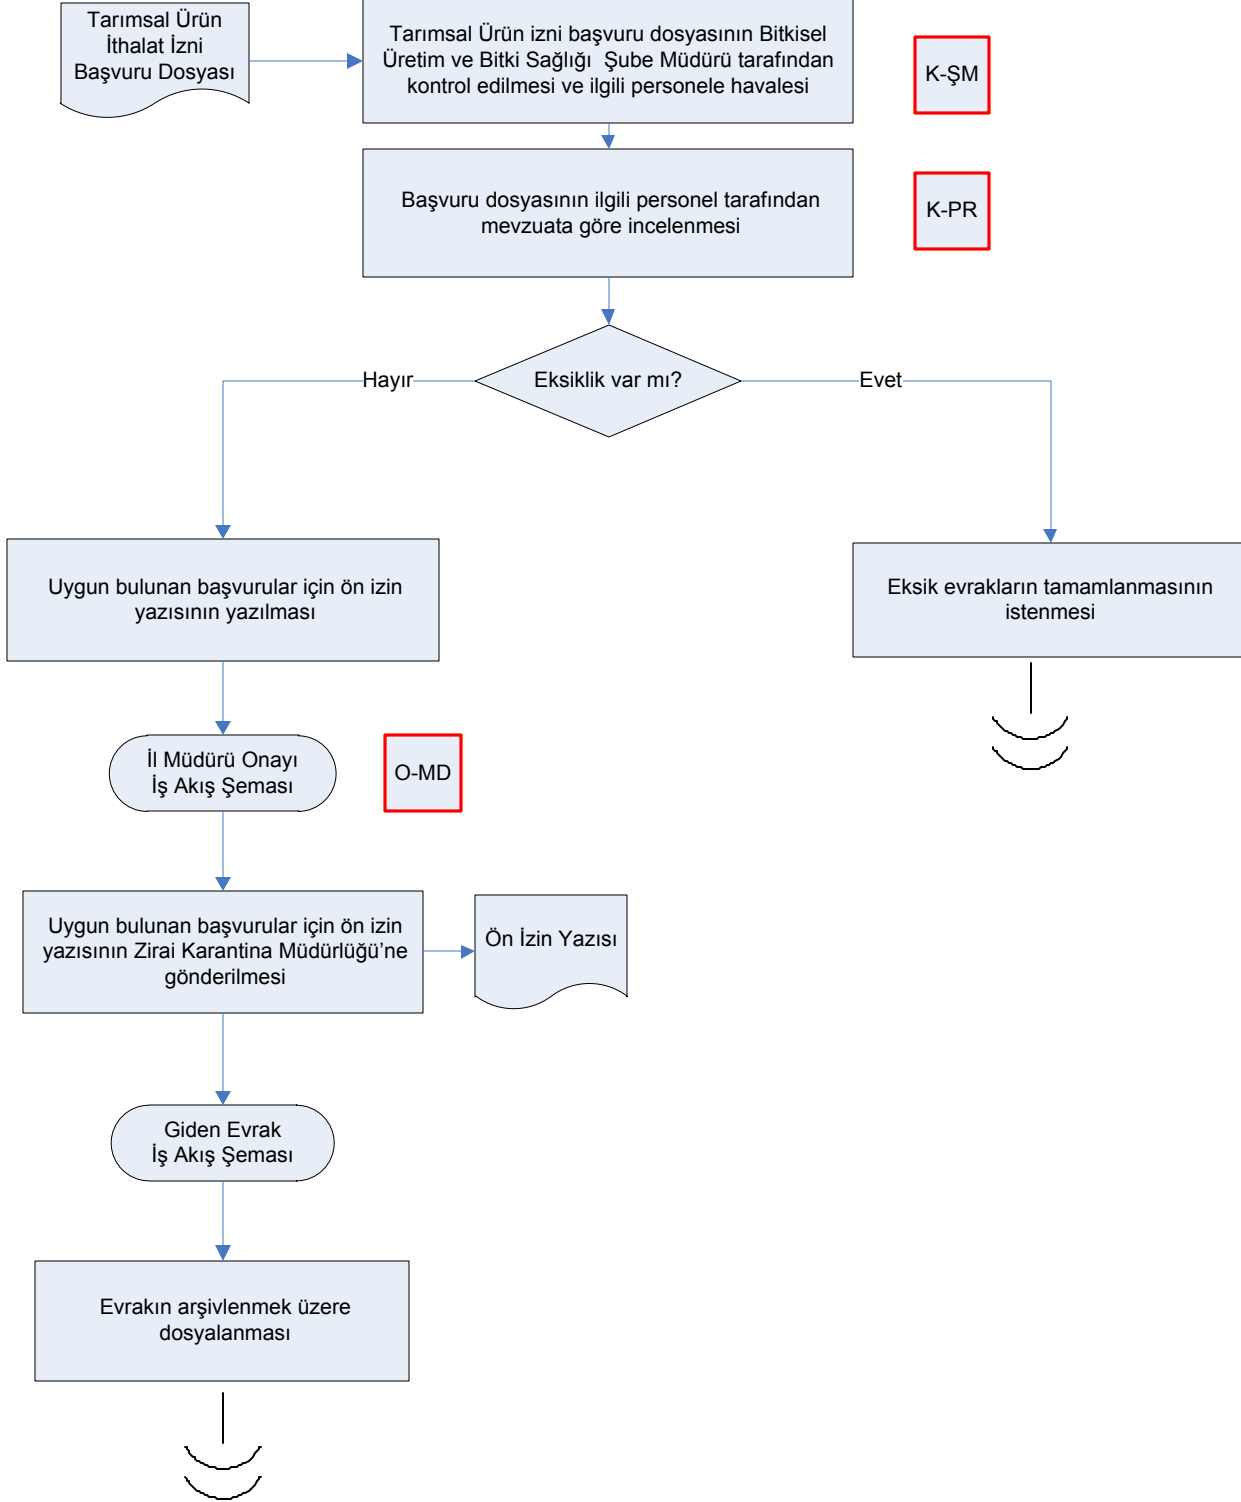 Tarımsal Ürün
İthalat İzni
Başvuru Dosyası
Tarımsal Ürün izni başvuru dosyasının Bitkisel
Üretim ve Bitki Sağlığı  Şube Müdürü tarafından
kontrol edilmesi ve ilgili personele havalesi
K-ŞM
Başvuru dosyasının ilgili personel tarafından
mevzuata göre incelenmesi
K-PR
Eksiklik var mı?
Hayır
Evet
Uygun bulunan başvurular için ön izin
yazısının yazılması
Eksik evrakların tamamlanmasının
istenmesi
İl Müdürü Onayı
İş Akış Şeması
O-MD
Uygun bulunan başvurular için ön izin
yazısının Zirai Karantina Müdürlüğü’ne
gönderilmesi
Ön İzin Yazısı
Giden Evrak
İş Akış Şeması
Evrakın arşivlenmek üzere
dosyalanması